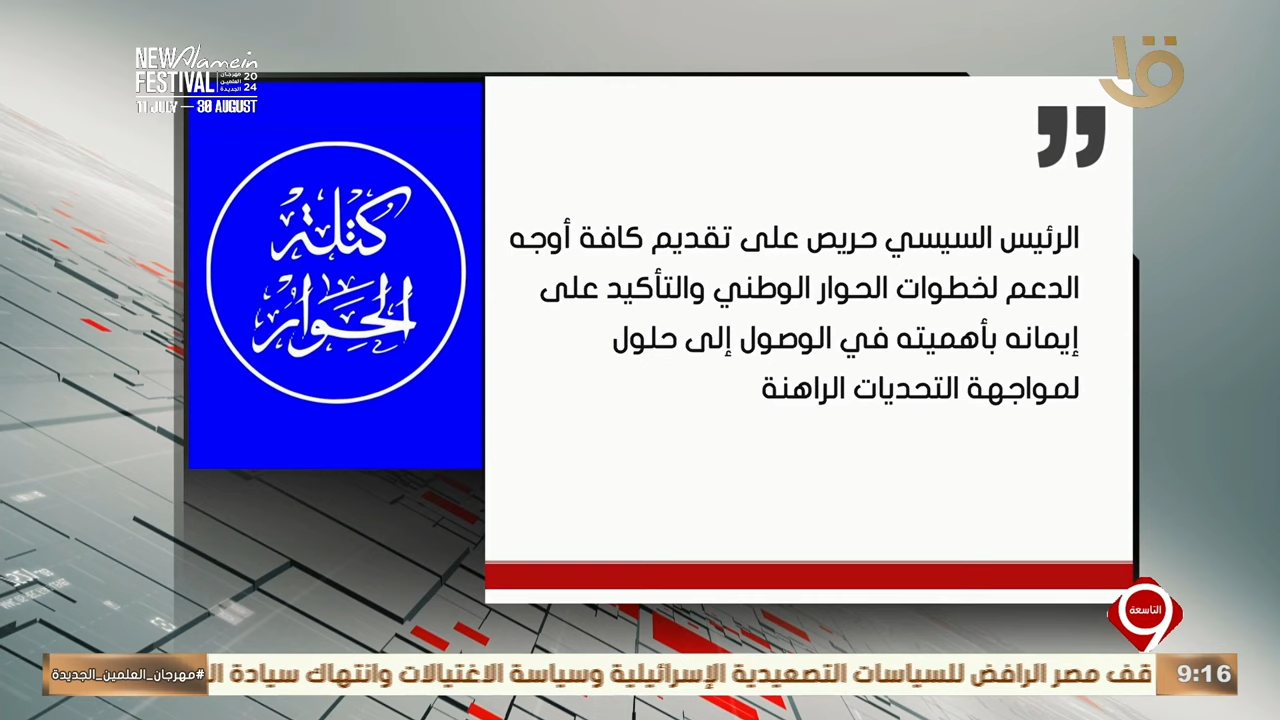 NEW Alamein
FESTIVAL
مهرجان
العلمين
الجديدة
20
24
11 JULY — 30 AUGUST
كتلة
الحوار
الرئيس السيسي حريص على تقديم كافة أوجه
الدعم لخطوات الحوار الوطني والتأكيد على
إيمانه بأهميته في الوصول إلى حلول
لمواجهة التحديات الراهنة
التاسعة
9
9:16
قف مصر الرافض للسياسات التصعيدية الإسرائيلية وسياسة الاغتيالات وانتهاك سيادة ال
#مهرجان_العلمين_الجديدة